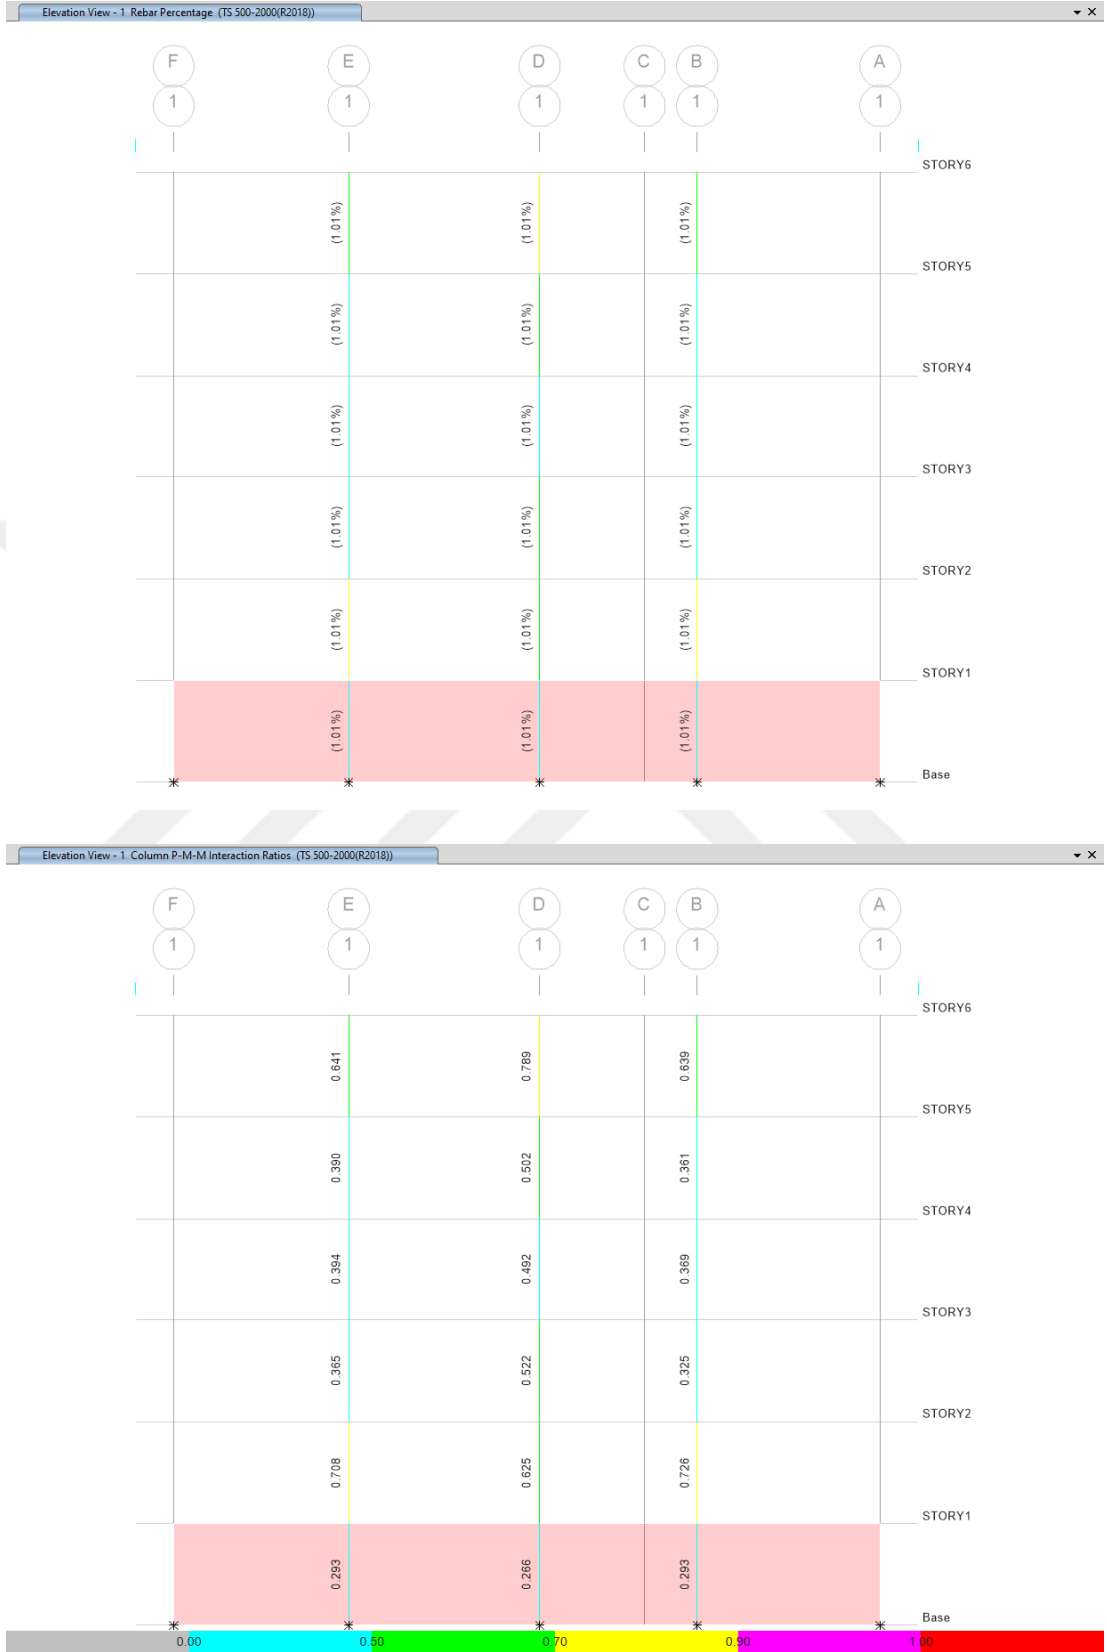 Elevation View - 1 Rebar Percentage (TS 500-2000(R2018))
F E D C B A
1 1 1 1 1 1
STORY6
(1.01%) (1.01%) (1.01%)
STORY5
(1.01%) (1.01%) (1.01%)
STORY4
(1.01%) (1.01%) (1.01%)
STORY3
(1.01%) (1.01%) (1.01%)
STORY2
(1.01%) (1.01%) (1.01%)
STORY1
(1.01%) (1.01%) (1.01%)
Base
Elevation View - 1 Column P-M-M Interaction Ratios (TS 500-2000(R2018))
F E D C B A
1 1 1 1 1 1
STORY6
0.641 0.789 0.639
STORY5
0.390 0.502 0.361
STORY4
0.394 0.492 0.369
STORY3
0.365 0.522 0.325
STORY2
0.708 0.625 0.726
STORY1
0.293 0.266 0.293
Base
0.00 0.50 0.70 0.90 1.00